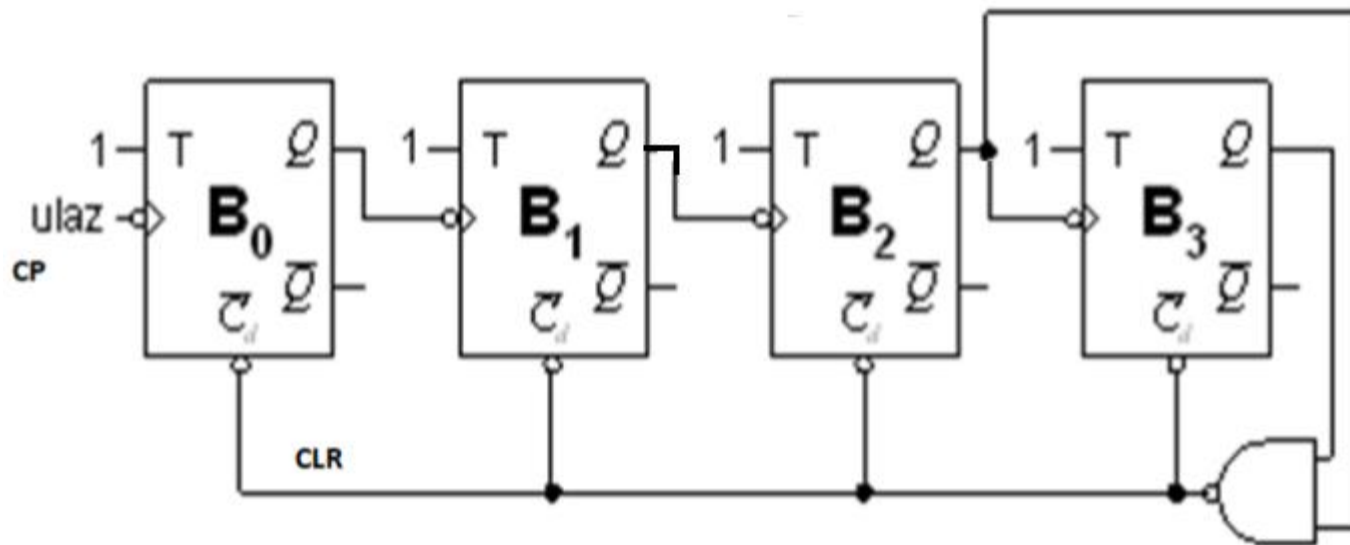 1 T Q 1 T Q 1 T Q 1 T Q
ulaz B₀ B₁ B₂ B₃
CP
Q̅ Q̅ Q̅ Q̅
C̅d C̅d C̅d C̅d
CLR